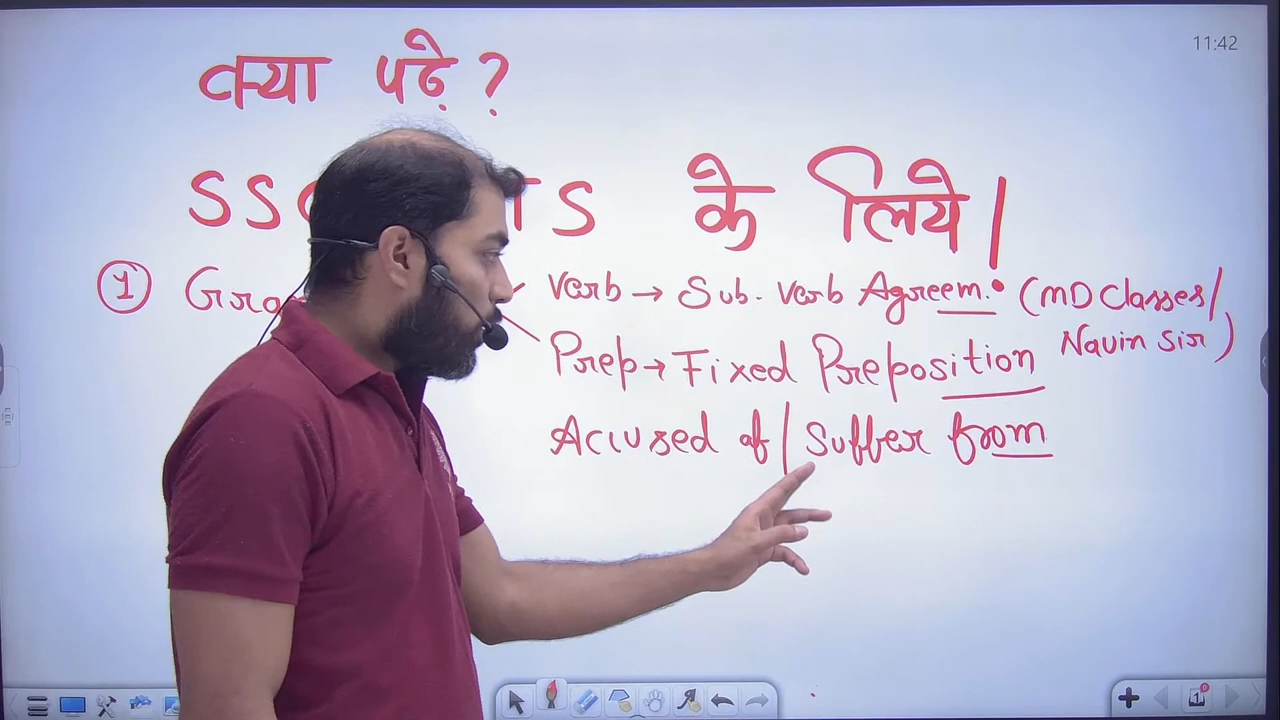 11:42
क्या पढ़े ?
SS TS के लिये |
① Gra Verb → Sub. Verb Agreem. (MD Classes/
Navin Sir)
Prep → Fixed Preposition
Accused of / Suffer from
1